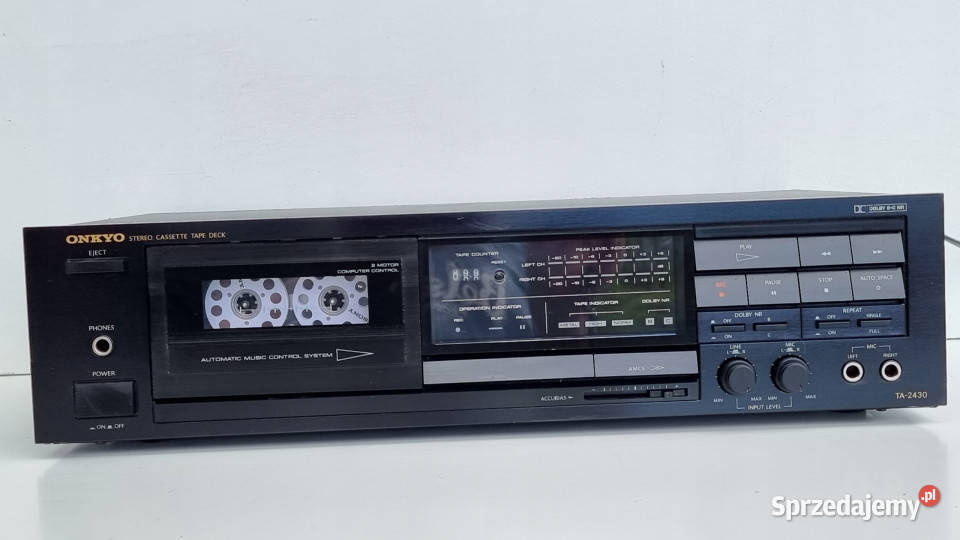 ONKYO STEREO CASSETTE TAPE DECK
EJECT
PHONES
POWER
ON OFF
2 MOTOR
COMPUTER CONTROL
SONY
AUTOMATIC MUSIC CONTROL SYSTEM
TAPE COUNTER
RESET
PEAK LEVEL INDICATOR
LEFT CH
RIGHT CH
dB
OPERATION INDICATOR
REC PLAY PAUSE
TAPE INDICATOR
METAL HIGH NORMAL
DOLBY NR
B C
AMCS
ACCUBIAS
DOLBY B-C NR
PLAY
REC PAUSE STOP AUTO SPACE
DOLBY NR
OFF B
ON C
REPEAT
OFF SINGLE
ON FULL
LINE
L R
MIC
L R
MIN MAX MIN MAX
INPUT LEVEL
MIC
LEFT RIGHT
TA-2430
Sprzedajemy.pl